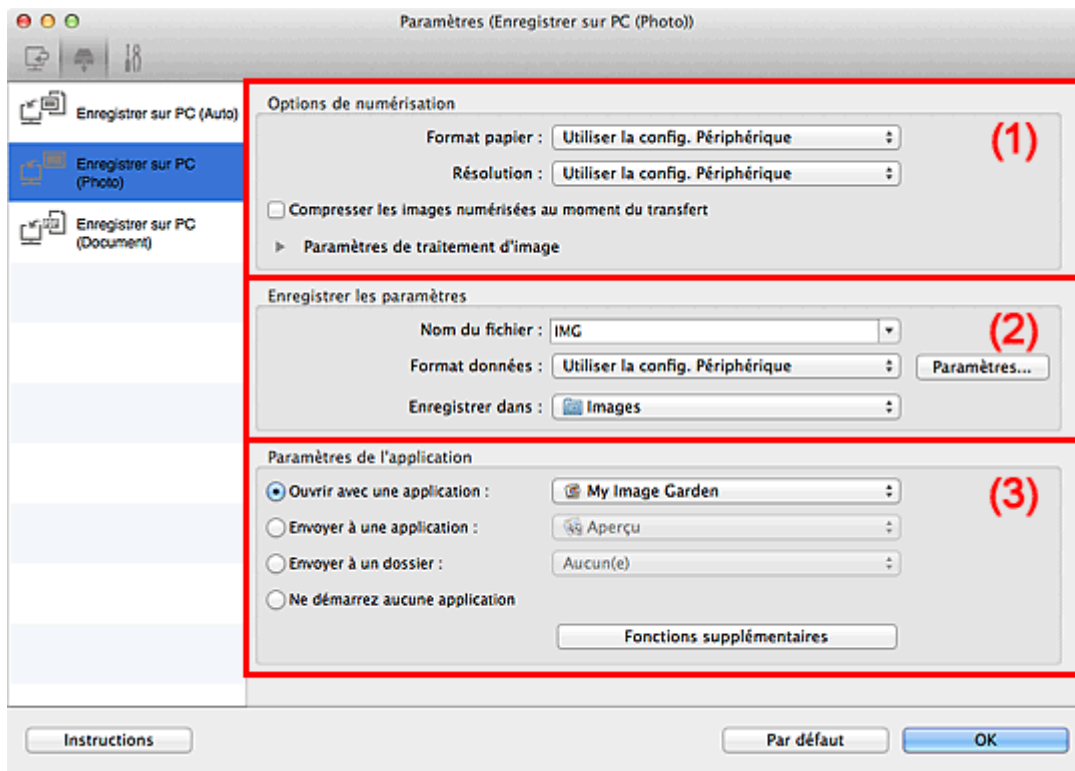 Paramètres (Enregistrer sur PC (Photo))
Enregistrer sur PC (Auto)
Enregistrer sur PC
(Photo)
Enregistrer sur PC
(Document)
Options de numérisation
(1)
Format papier : Utiliser la config. Périphérique
Résolution : Utiliser la config. Périphérique
Compresser les images numérisées au moment du transfert
Paramètres de traitement d'image
Enregistrer les paramètres
(2)
Nom du fichier : IMG
Format données : Utiliser la config. Périphérique Paramètres...
Enregistrer dans : Images
Paramètres de l'application
(3)
Ouvrir avec une application : My Image Garden
Envoyer à une application : Aperçu
Envoyer à un dossier : Aucun(e)
Ne démarrez aucune application
Fonctions supplémentaires
Instructions Par défaut OK